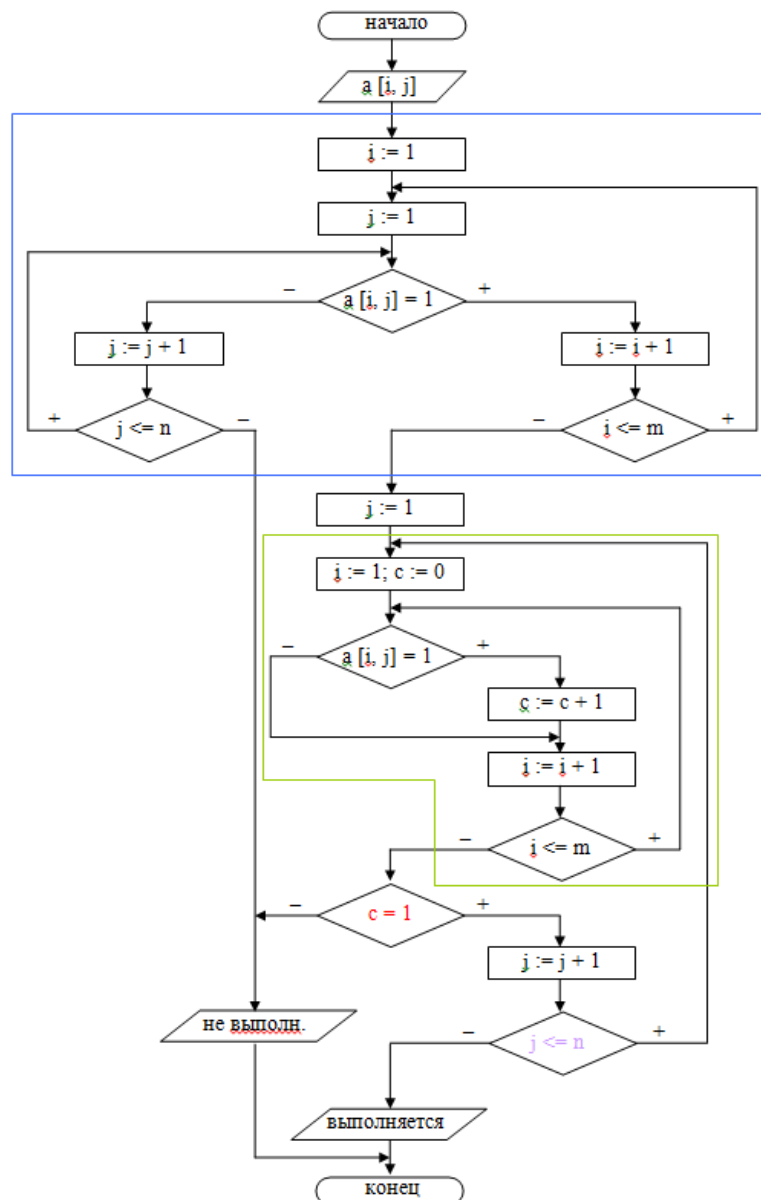 начало
a [i, j]
i := 1
j := 1
a [i, j] = 1
–
+
j := j + 1
i := i + 1
j <= n
+
–
i <= m
–
+
j := 1
i := 1; c := 0
a [i, j] = 1
–
+
c := c + 1
i := i + 1
i <= m
–
+
c = 1
–
+
j := j + 1
не выполн.
j <= n
–
+
выполняется
конец